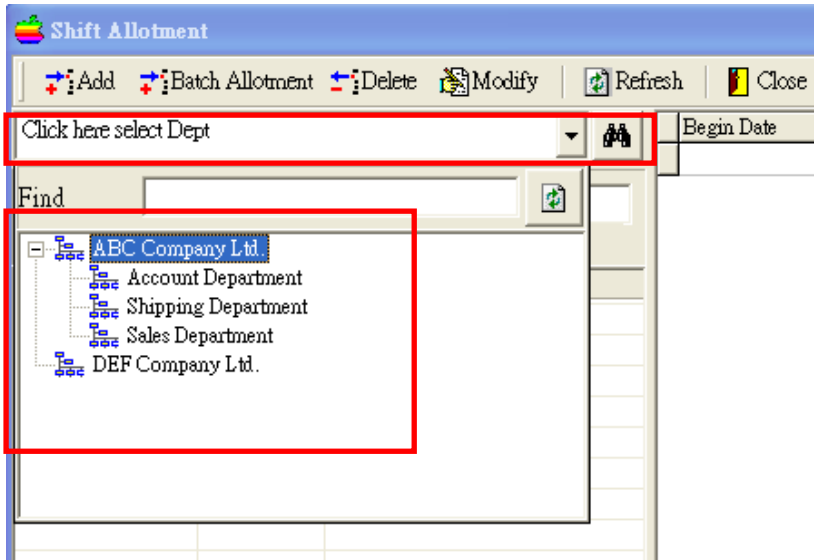 Shift Allotment
Add Batch Allotment Delete Modify Refresh Close
Click here select Dept
Begin Date
Find
ABC Company Ltd.
Account Department
Shipping Department
Sales Department
DEF Company Ltd.